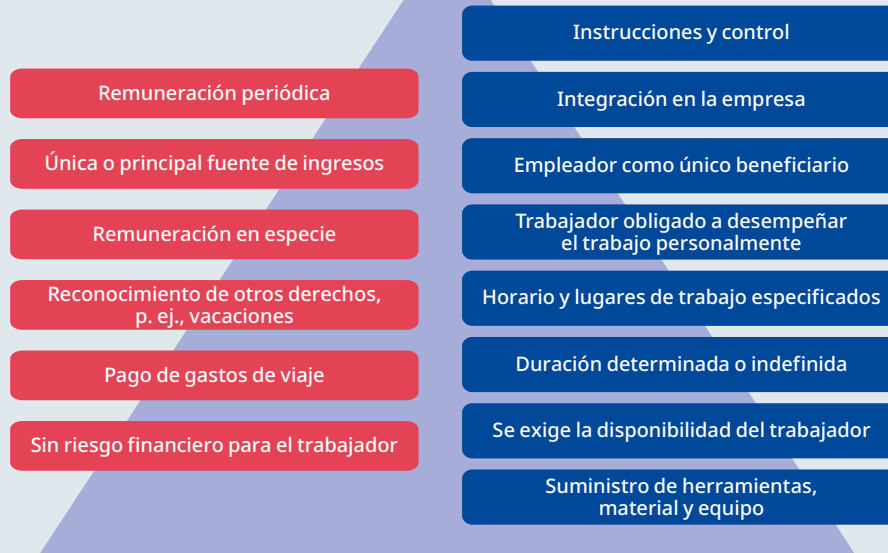 Remuneración periódica
Única o principal fuente de ingresos
Remuneración en especie
Reconocimiento de otros derechos,
p. ej., vacaciones
Pago de gastos de viaje
Sin riesgo financiero para el trabajador
Instrucciones y control
Integración en la empresa
Empleador como único beneficiario
Trabajador obligado a desempeñar
el trabajo personalmente
Horario y lugares de trabajo especificados
Duración determinada o indefinida
Se exige la disponibilidad del trabajador
Suministro de herramientas,
material y equipo